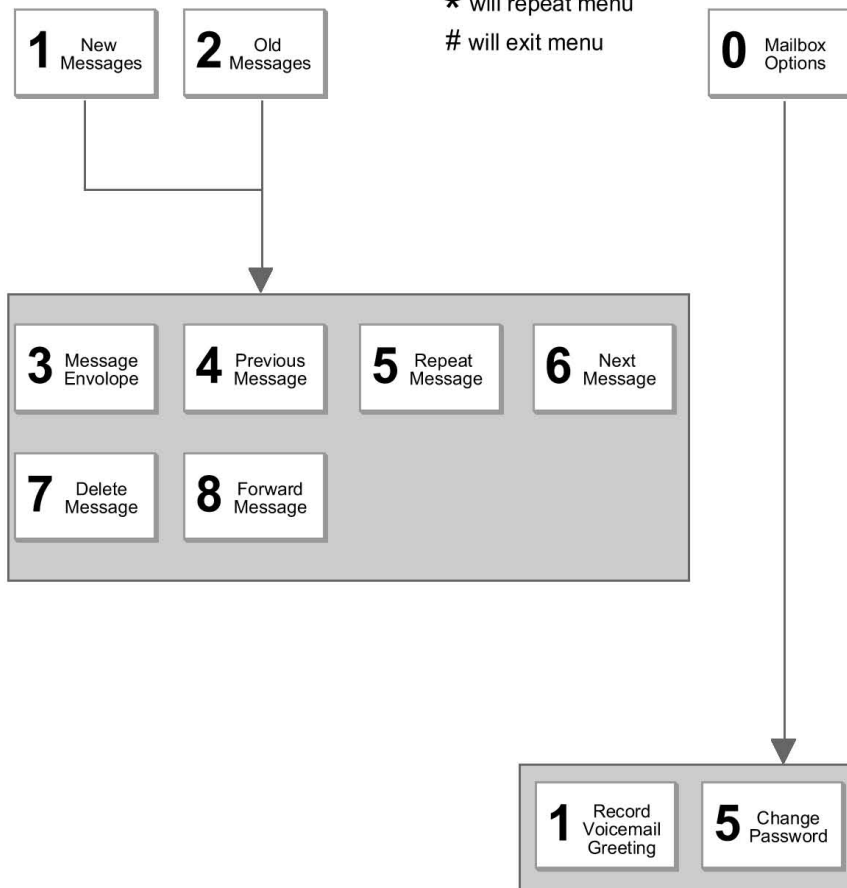 * will repeat menu
# will exit menu
1 New
Messages
2 Old
Messages
0 Mailbox
Options
3 Message
Envolope
4 Previous
Message
5 Repeat
Message
6 Next
Message
7 Delete
Message
8 Forward
Message
1 Record
Voicemail
Greeting
5 Change
Password